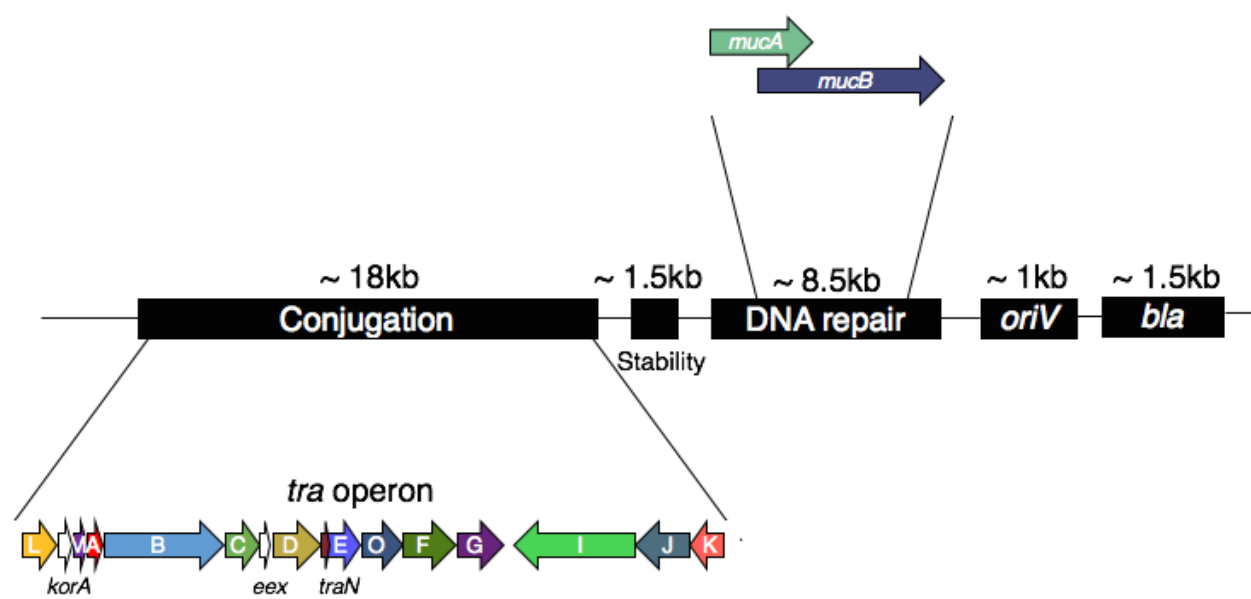 mucA
mucB
~ 18kb
~ 1.5kb
~ 8.5kb
~ 1kb
~ 1.5kb
Conjugation
DNA repair
oriV
bla
Stability
tra operon
L
M
A
B
C
D
E
O
F
G
I
J
K
korA
eex
traN